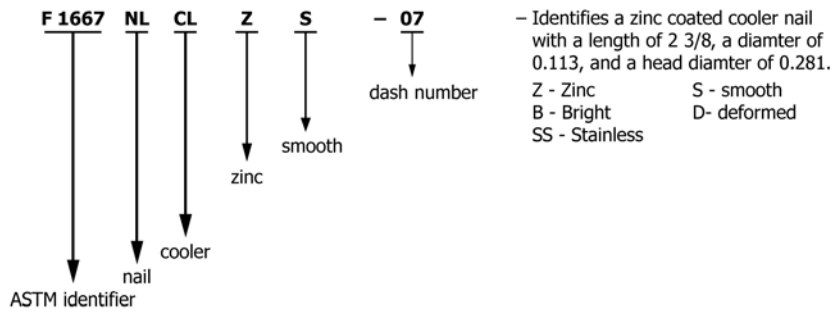 F 1667 NL CL Z S – 07
dash number
smooth
zinc
cooler
nail
ASTM identifier
– Identifies a zinc coated cooler nail
with a length of 2 3/8, a diamter of
0.113, and a head diamter of 0.281.
Z - Zinc S - smooth
B - Bright D- deformed
SS - Stainless